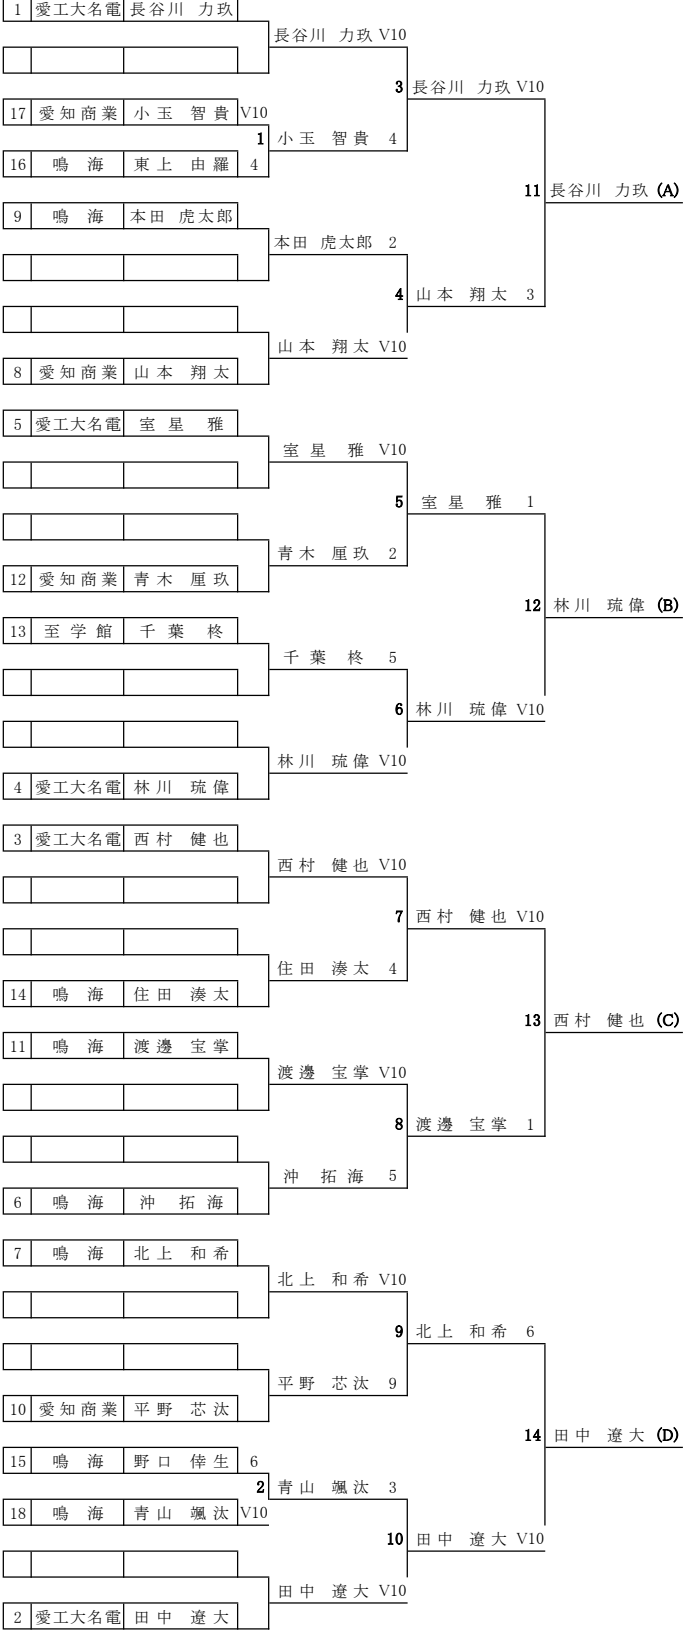 1 愛工大名電 長谷川 力玖
長谷川 力玖 V10
3 長谷川 力玖 V10
17 愛知商業 小玉 智貴 V10
1 小玉 智貴 4
16 鳴海 東上 由羅 4
11 長谷川 力玖 (A)
9 鳴海 本田 虎太郎
本田 虎太郎 2
4 山本 翔太 3
山本 翔太 V10
8 愛知商業 山本 翔太
5 愛工大名電 室星 雅
室星 雅 V10
5 室星 雅 1
青木 厘玖 2
12 愛知商業 青木 厘玖
12 林川 琉偉 (B)
13 至学館 千葉 柊
千葉 柊 5
6 林川 琉偉 V10
林川 琉偉 V10
4 愛工大名電 林川 琉偉
3 愛工大名電 西村 健也
西村 健也 V10
7 西村 健也 V10
住田 湊太 4
14 鳴海 住田 湊太
13 西村 健也 (C)
11 鳴海 渡邊 宝掌
渡邊 宝掌 V10
8 渡邊 宝掌 1
沖 拓海 5
6 鳴海 沖 拓海
7 鳴海 北上 和希
北上 和希 V10
9 北上 和希 6
平野 芯汰 9
10 愛知商業 平野 芯汰
14 田中 遼大 (D)
15 鳴海 野口 倖生 6
2 青山 颯汰 3
18 鳴海 青山 颯汰 V10
10 田中 遼大 V10
田中 遼大 V10
2 愛工大名電 田中 遼大